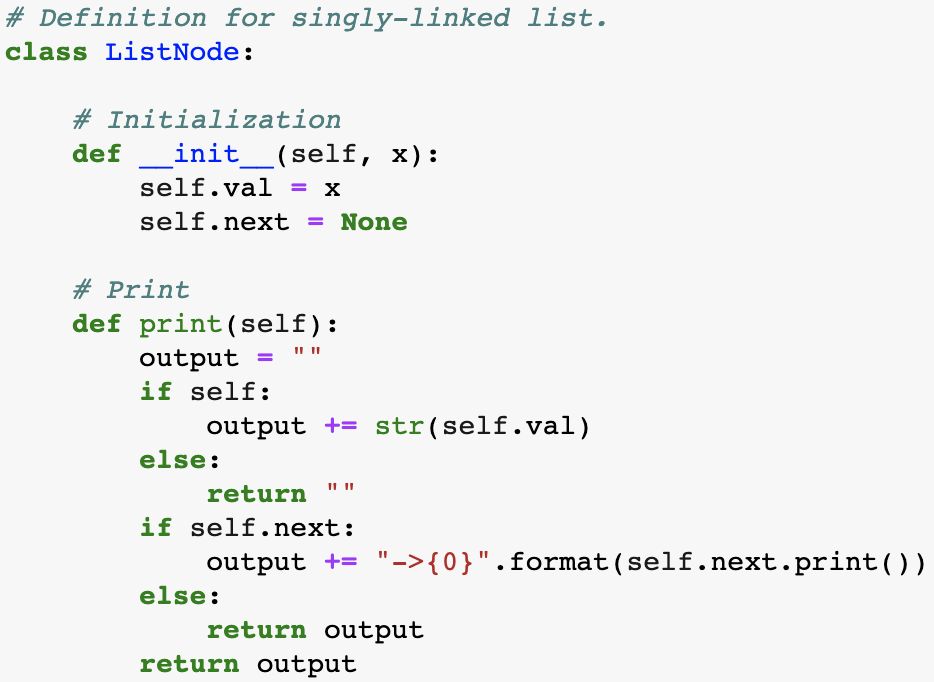 # Definition for singly-linked list.
class ListNode:
    # Initialization
    def __init__(self, x):
        self.val = x
        self.next = None
    # Print
    def print(self):
        output = ""
        if self:
            output += str(self.val)
        else:
            return ""
        if self.next:
            output += "->{0}".format(self.next.print())
        else:
            return output
        return output